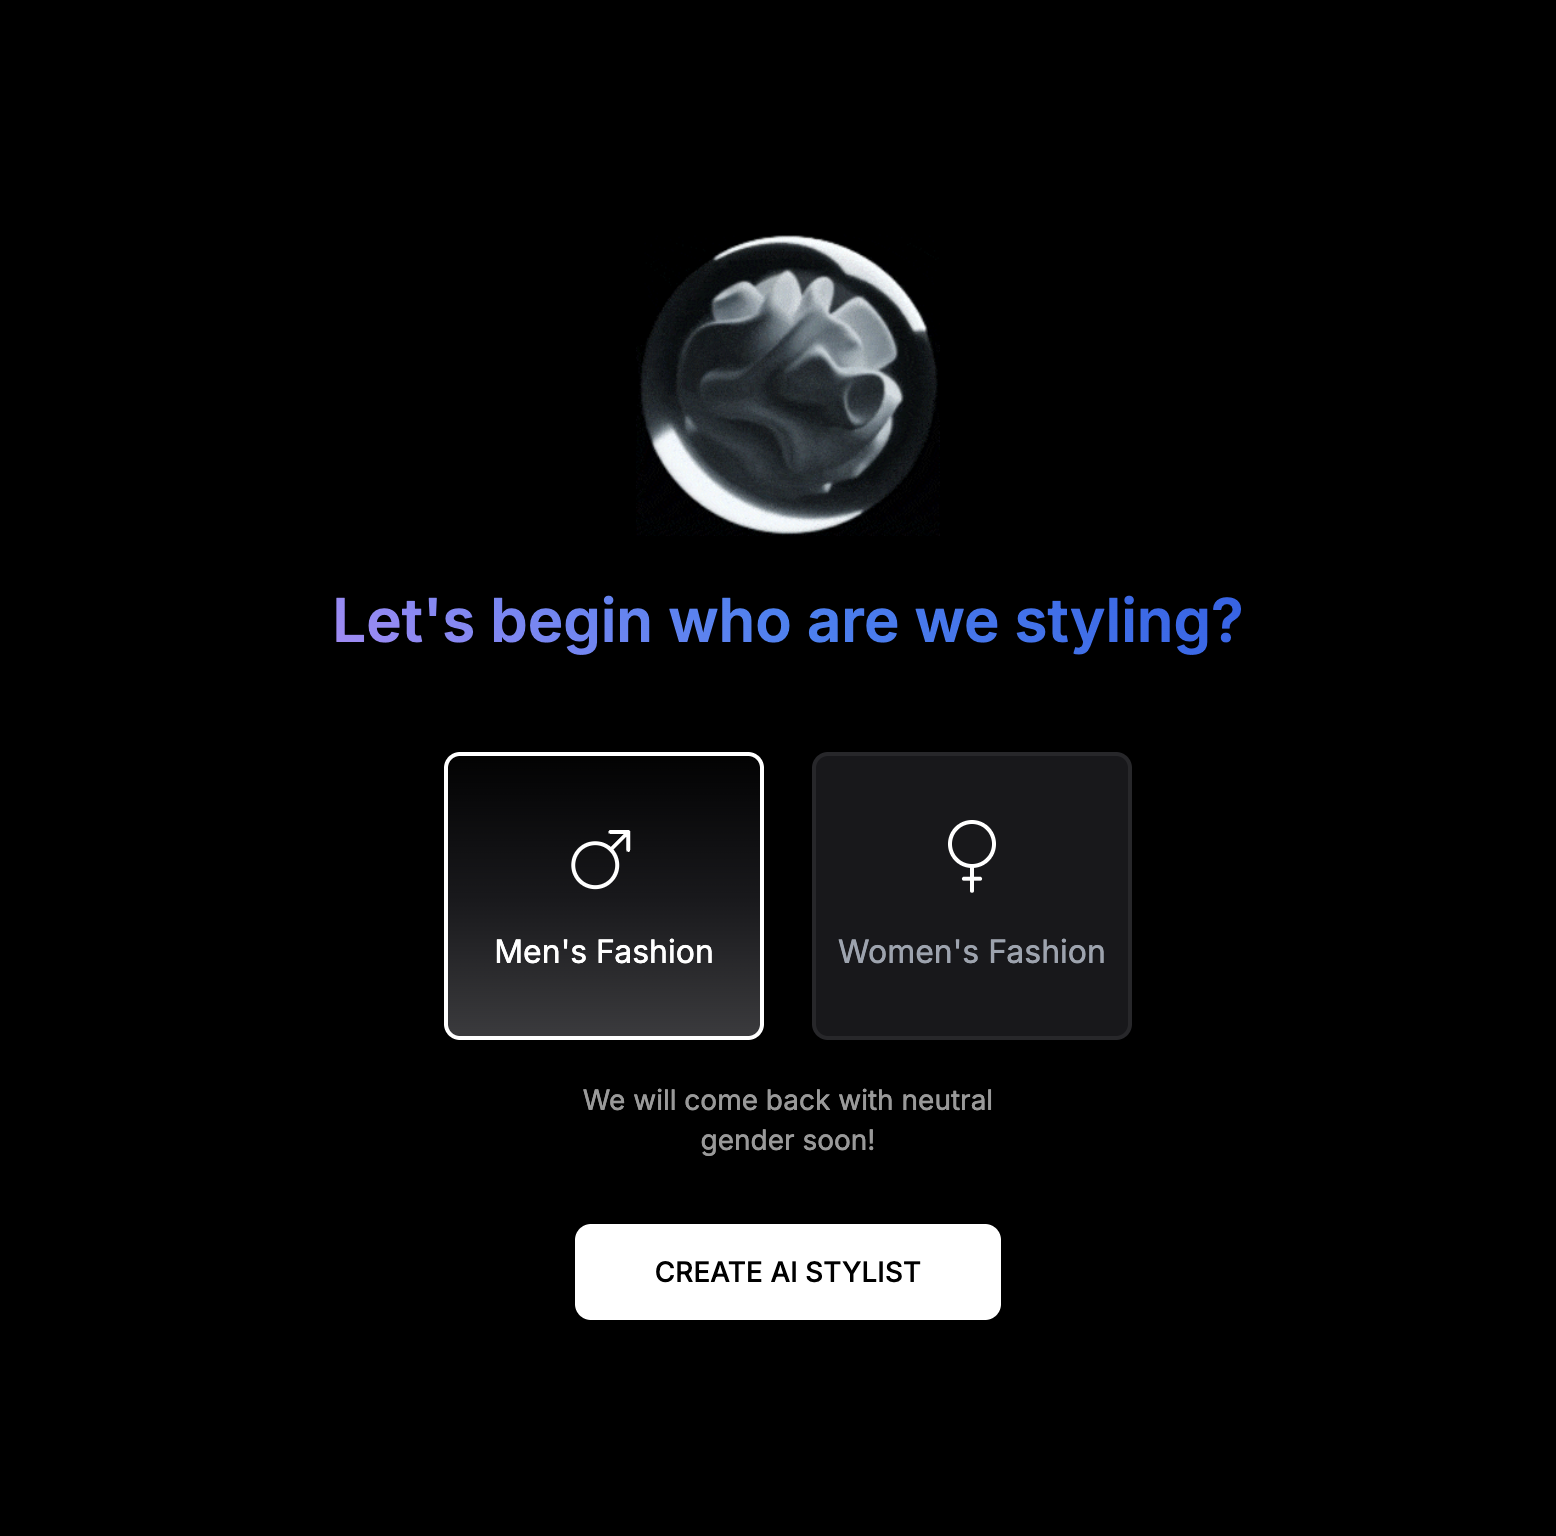 Let's begin who are we styling?
Men's Fashion
Women's Fashion
We will come back with neutral
gender soon!
CREATE AI STYLIST